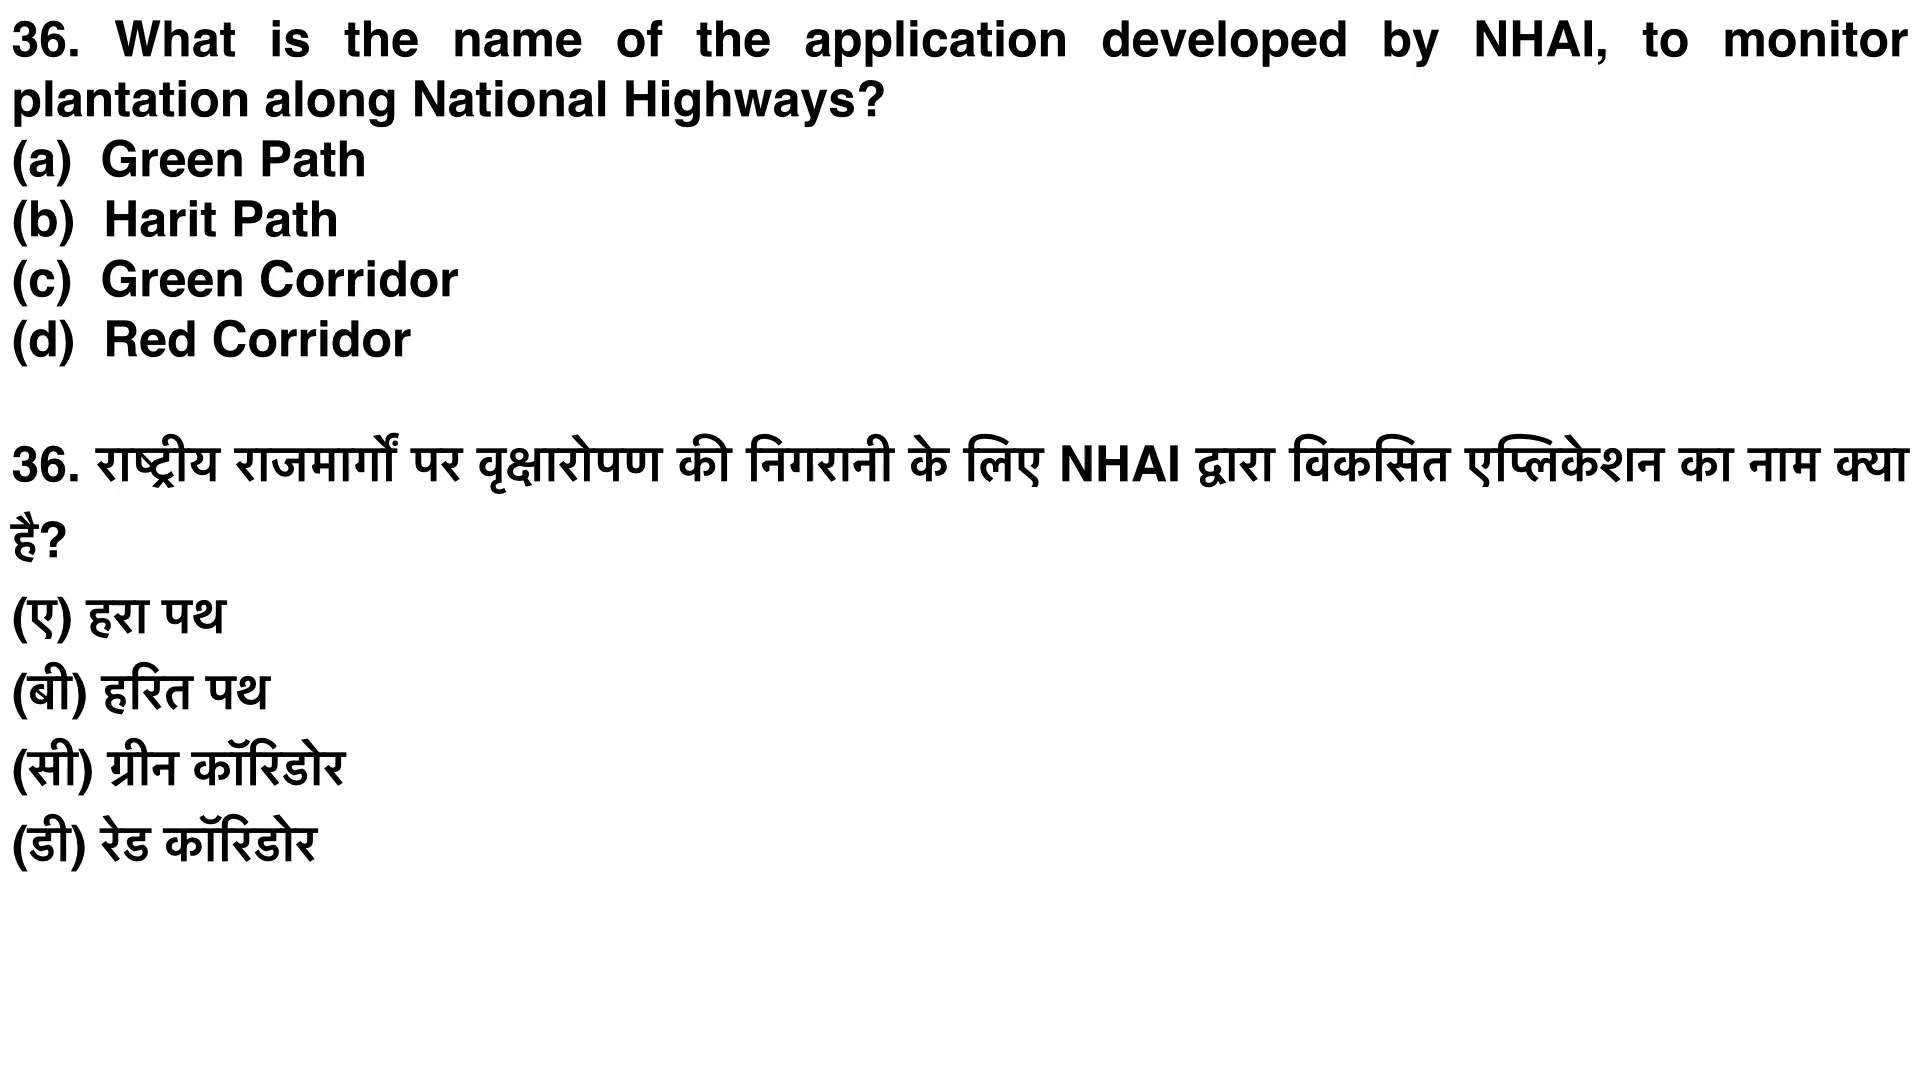 36. What is the name of the application developed by NHAI, to monitor
plantation along National Highways?
(a) Green Path
(b) Harit Path
(c) Green Corridor
(d) Red Corridor
36. राष्ट्रीय राजमार्गों पर वृक्षारोपण की निगरानी के लिए NHAI द्वारा विकसित एप्लिकेशन का नाम क्या
है?
(ए) हरा पथ
(बी) हरित पथ
(सी) ग्रीन कॉरिडोर
(डी) रेड कॉरिडोर